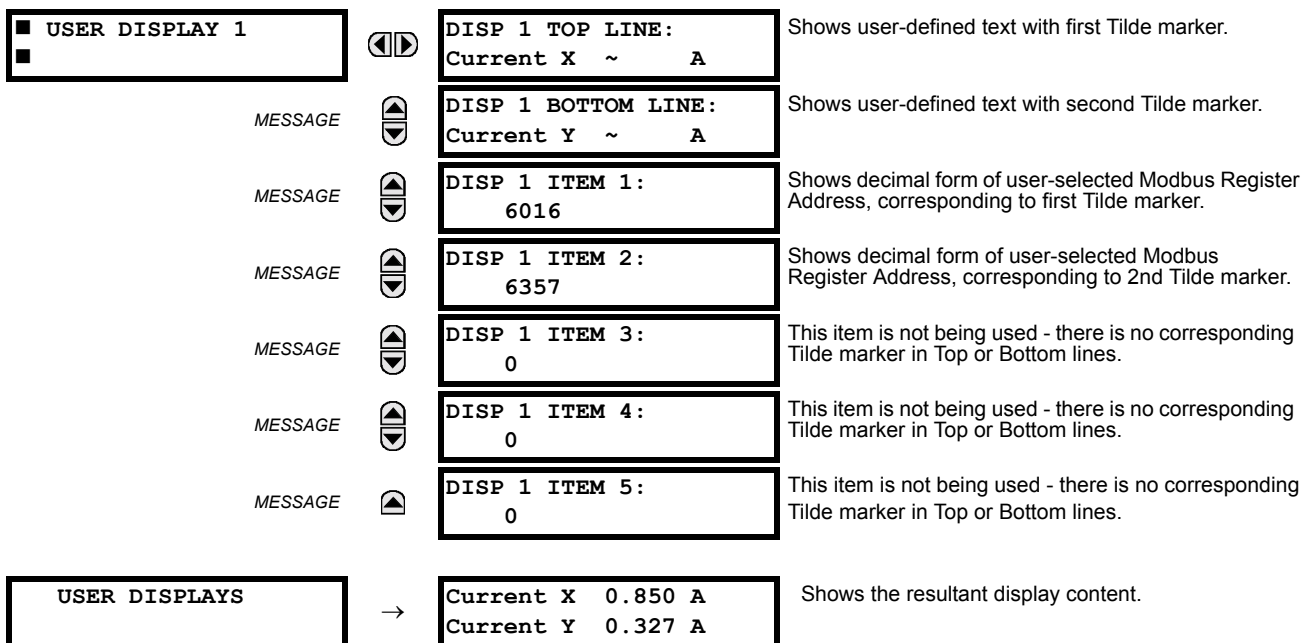 ■ USER DISPLAY 1
■
DISP 1 TOP LINE:
Current X ~ A
Shows user-defined text with first Tilde marker.
MESSAGE
DISP 1 BOTTOM LINE:
Current Y ~ A
Shows user-defined text with second Tilde marker.
MESSAGE
DISP 1 ITEM 1:
6016
Shows decimal form of user-selected Modbus Register
Address, corresponding to first Tilde marker.
MESSAGE
DISP 1 ITEM 2:
6357
Shows decimal form of user-selected Modbus
Register Address, corresponding to 2nd Tilde marker.
MESSAGE
DISP 1 ITEM 3:
0
This item is not being used - there is no corresponding
Tilde marker in Top or Bottom lines.
MESSAGE
DISP 1 ITEM 4:
0
This item is not being used - there is no corresponding
Tilde marker in Top or Bottom lines.
MESSAGE
DISP 1 ITEM 5:
0
This item is not being used - there is no corresponding
Tilde marker in Top or Bottom lines.
USER DISPLAYS
→
Current X 0.850 A
Current Y 0.327 A
Shows the resultant display content.